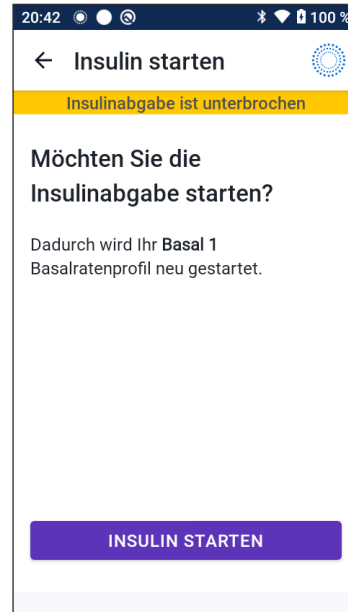 20:42 100 %
Insulin starten
Insulinabgabe ist unterbrochen
Möchten Sie die
Insulinabgabe starten?
Dadurch wird Ihr Basal 1
Basalratenprofil neu gestartet.
INSULIN STARTEN